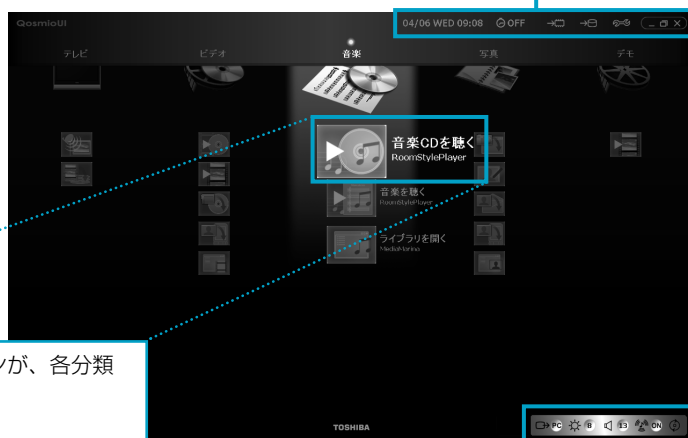 QosmioUI
04/06 WED 09:08 OFF
テレビ ビデオ 音楽 写真 デモ
音楽CDを聴く
RoomStylePlayer
音楽を聴く
RoomStylePlayer
ライブラリを開く
MediaMarina
ンが、各分類
TOSHIBA
PC 8 13 ON